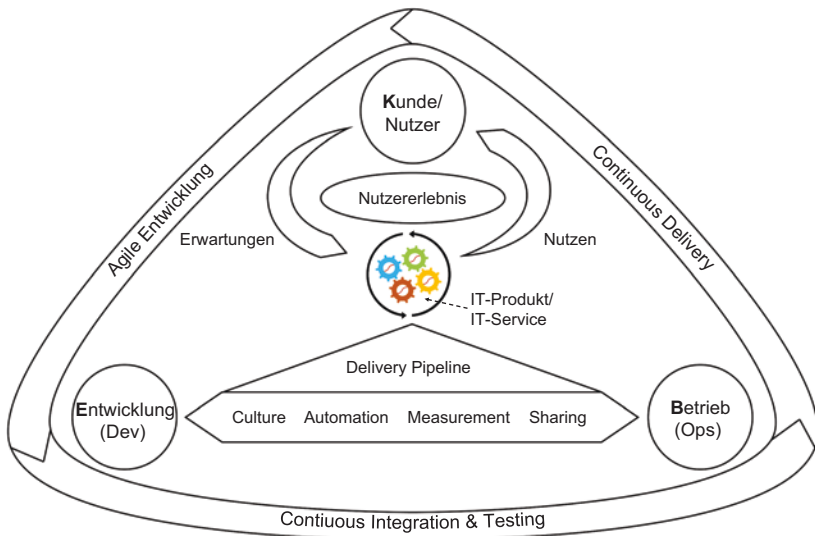 Kunde/
Nutzer
Agile Entwicklung
Continuous Delivery
Nutzererlebnis
Erwartungen
Nutzen
IT-Produkt/
IT-Service
Delivery Pipeline
Entwicklung
(Dev)
Culture Automation Measurement Sharing
Betrieb
(Ops)
Contiuous Integration & Testing